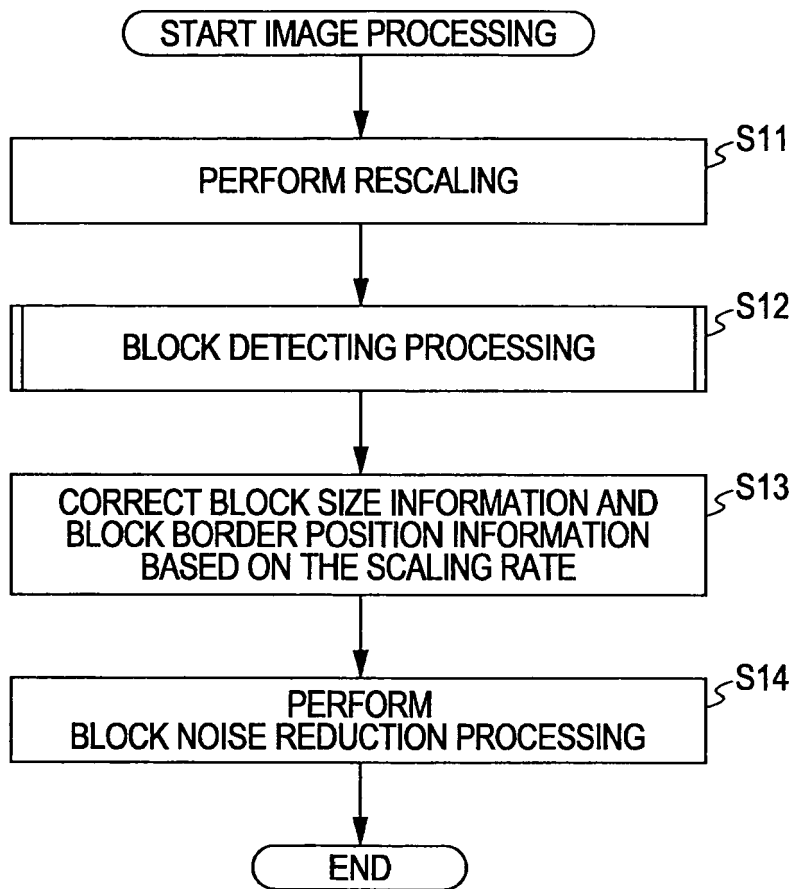 START IMAGE PROCESSING
S11
PERFORM RESCALING
S12
BLOCK DETECTING PROCESSING
S13
CORRECT BLOCK SIZE INFORMATION AND
BLOCK BORDER POSITION INFORMATION
BASED ON THE SCALING RATE
S14
PERFORM
BLOCK NOISE REDUCTION PROCESSING
END